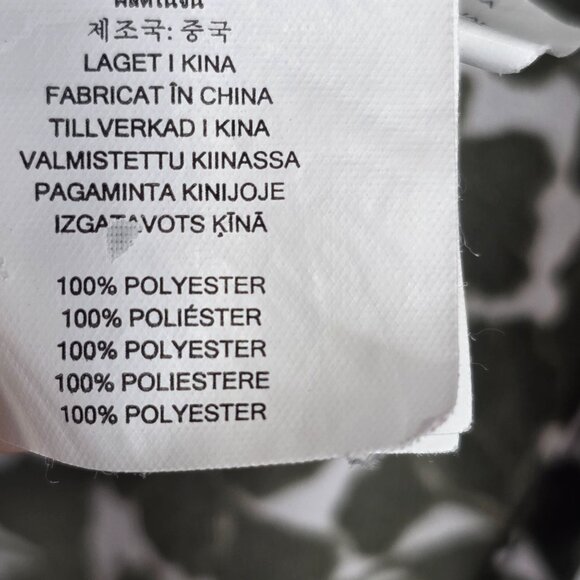 제조국: 중국
LAGET I KINA
FABRICAT ÎN CHINA
TILLVERKAD I KINA
VALMISTETTU KIINASSA
PAGAMINTA KINIJOJE
IZGATAVOTS ĶĪNĀ
100% POLYESTER
100% POLIÉSTER
100% POLYESTER
100% POLIESTERE
100% POLYESTER